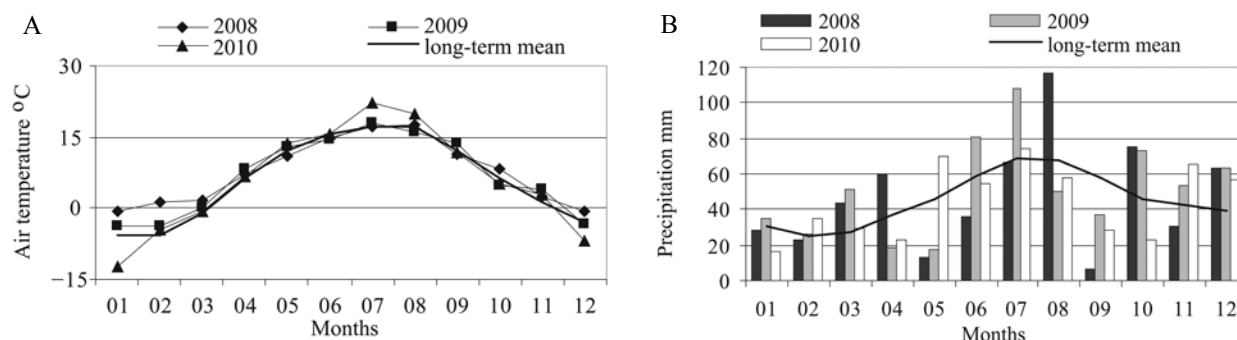 A
2008
2009
2010
long-term mean
Air temperature ºC
30
15
0
−15
01 02 03 04 05 06 07 08 09 10 11 12
Months
B
2008
2009
2010
long-term mean
Precipitation mm
120
100
80
60
40
20
0
01 02 03 04 05 06 07 08 09 10 11 12
Months